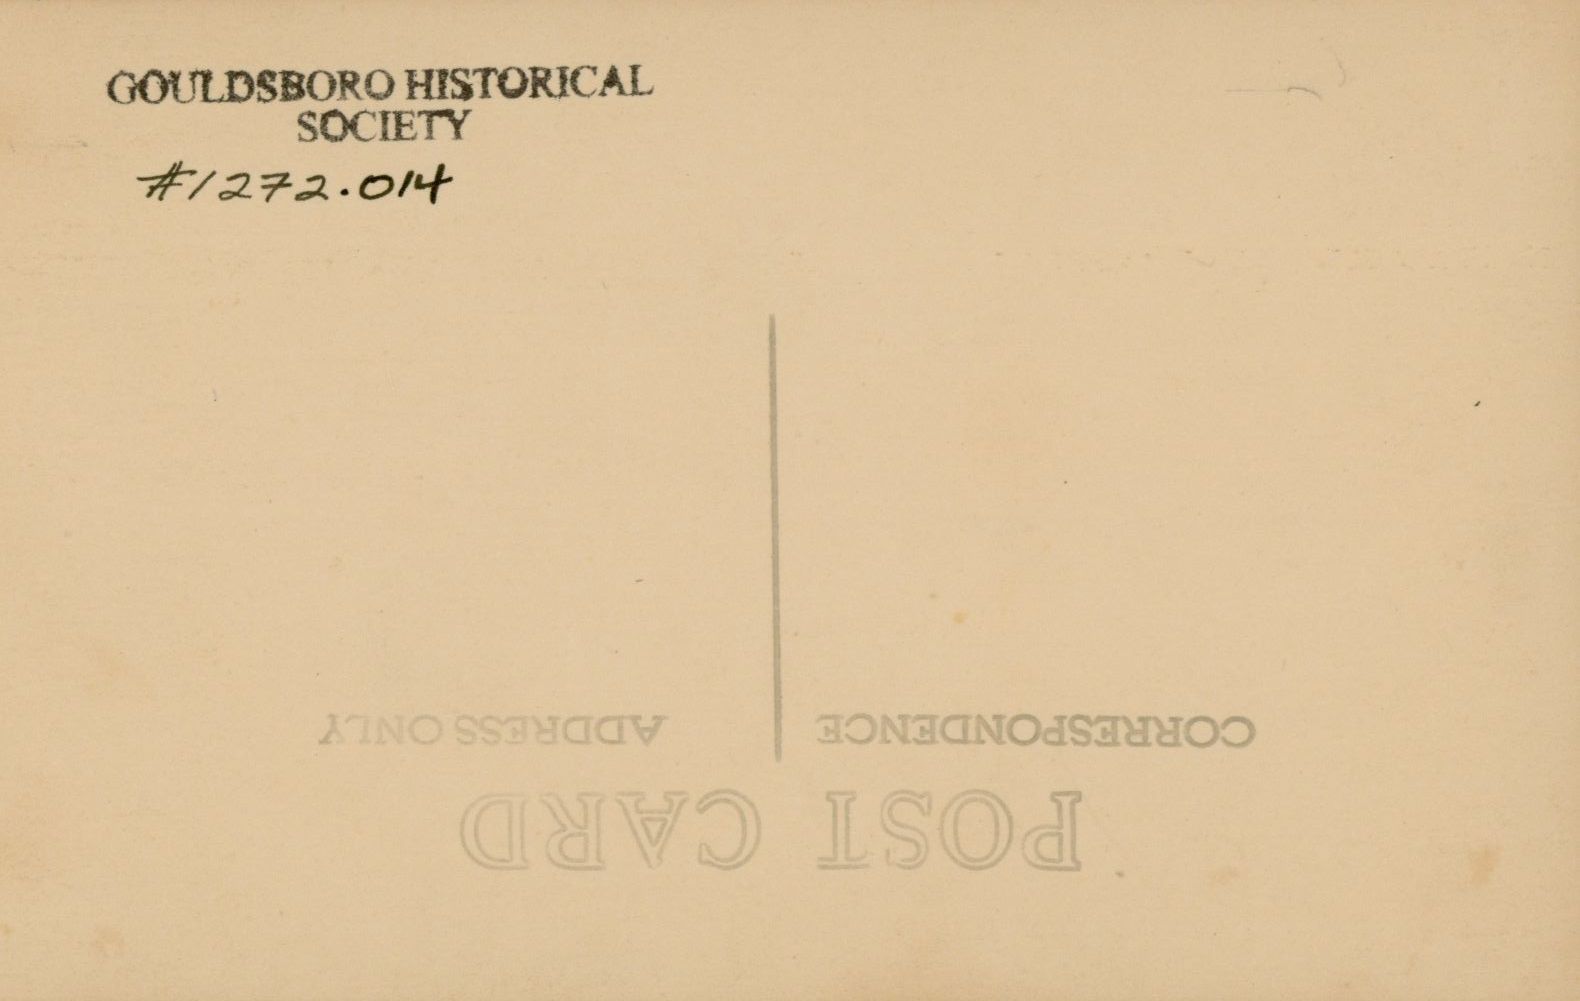 GOULDSBORO HISTORICAL
SOCIETY
#1272.014
POST CARD
CORRESPONDENCE
ADDRESS ONLY